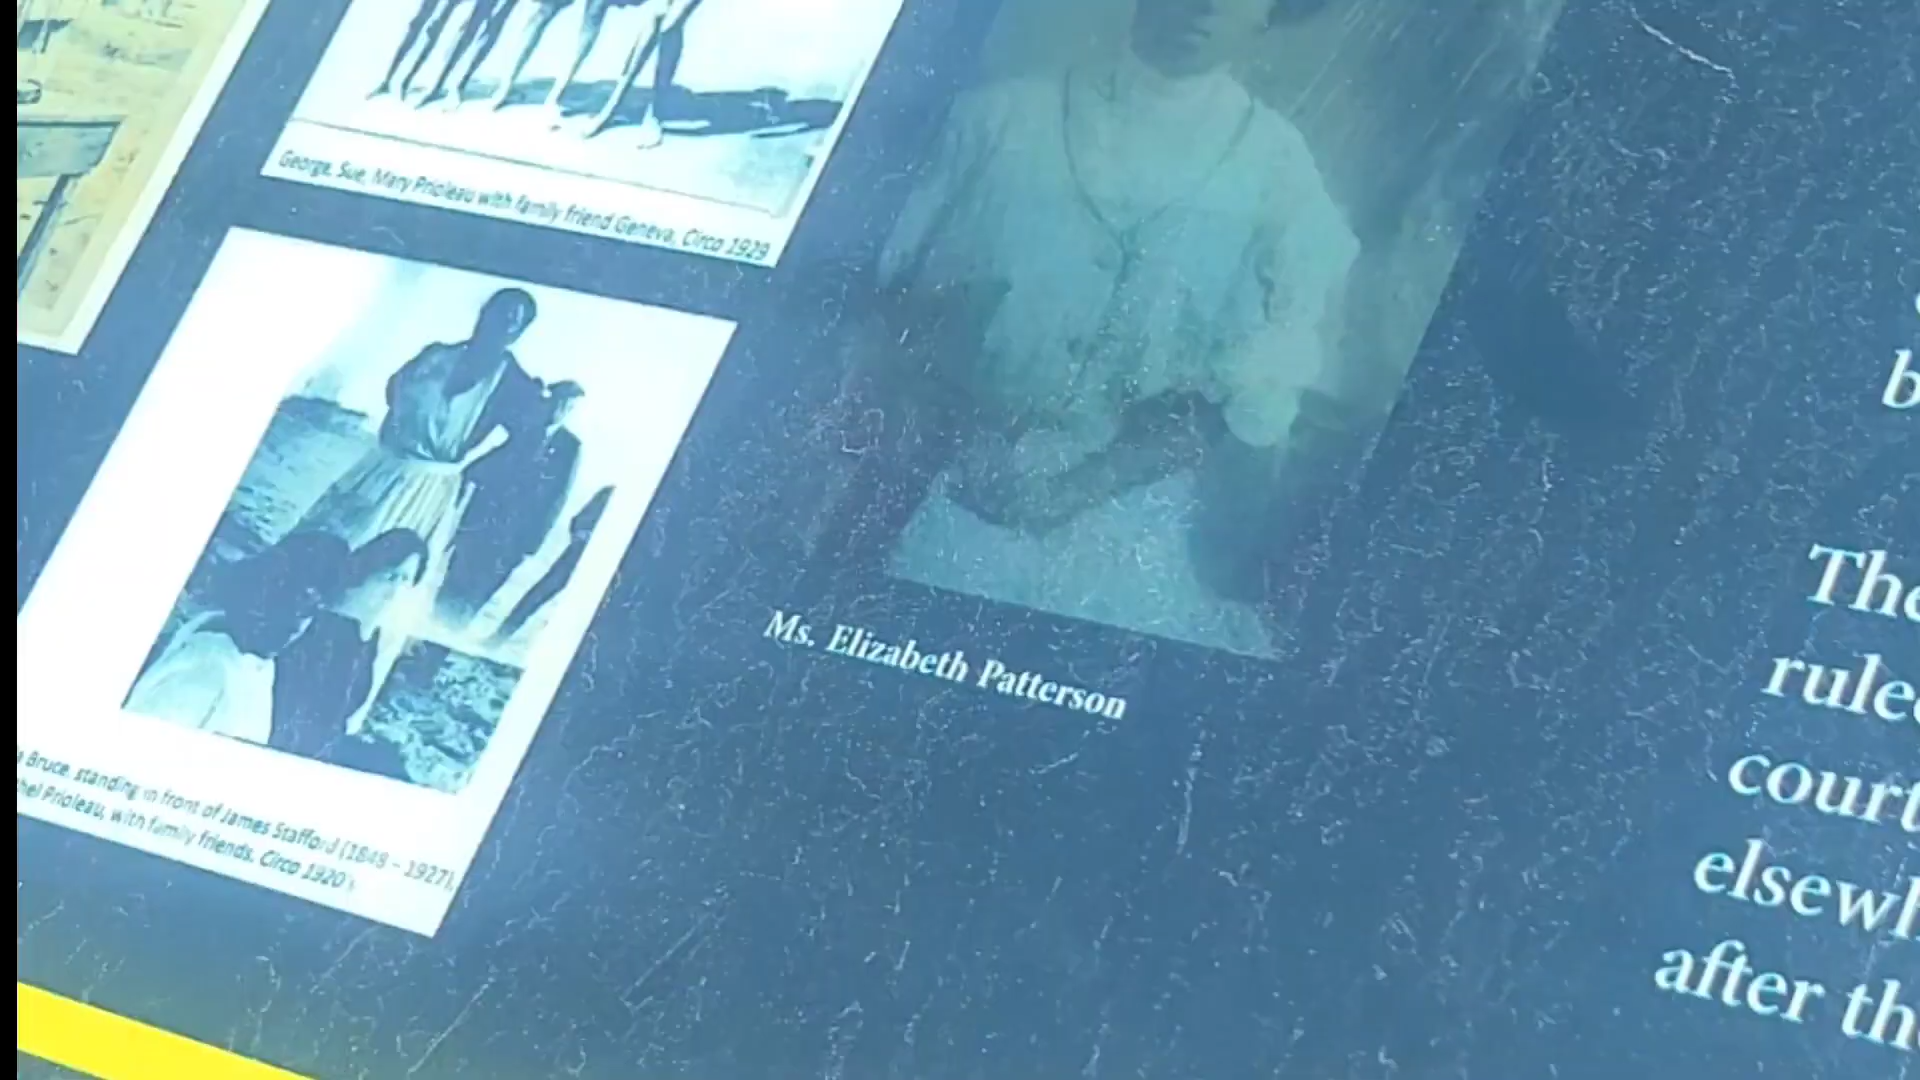 George, Sue, Mary Prioleau with family friend Geneva, Circa 1929
Bruce, standing in front of James Stafford (1849 – 1927),
Prioleau, with family friends. Circa 1920's
Ms. Elizabeth Patterson
b
The
rule
court
elsewh
after th